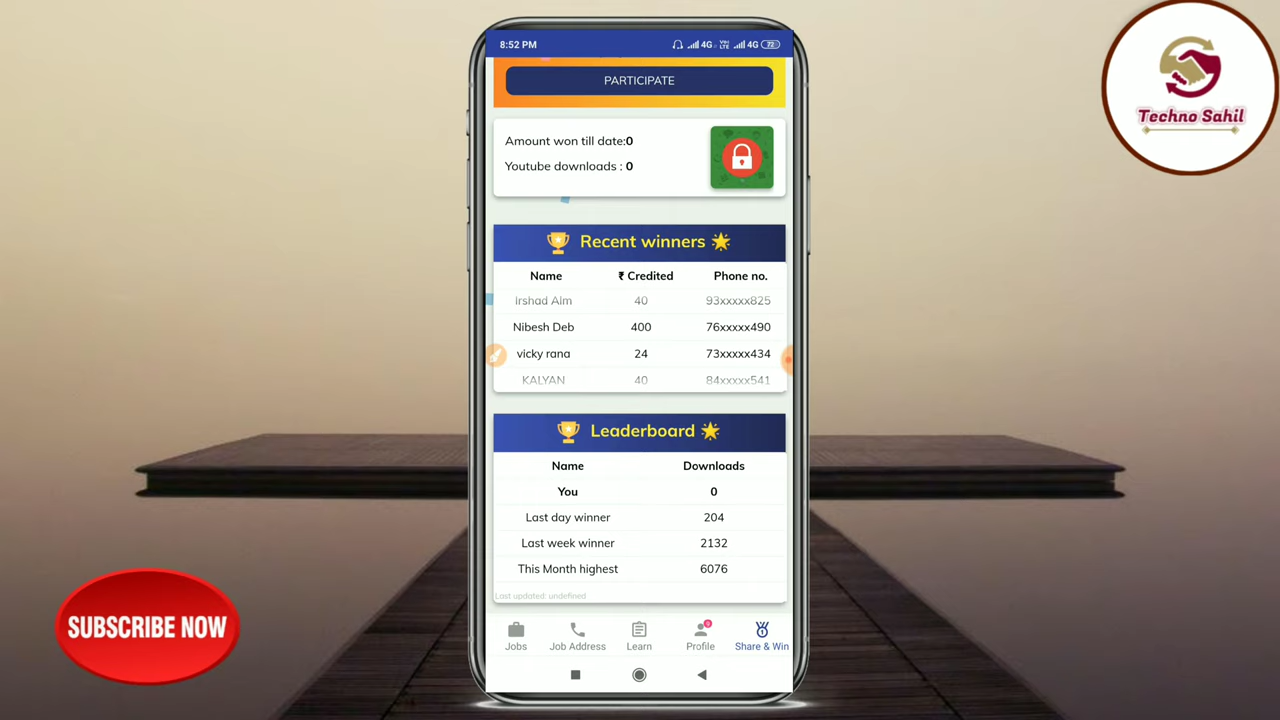 8:52 PM
4G VoLTE 4G 72
PARTICIPATE
Amount won till date:0
Youtube downloads : 0
Recent winners
Name ₹ Credited Phone no.
irshad Alm 40 93xxxxx825
Nibesh Deb 400 76xxxxx490
vicky rana 24 73xxxxx434
KALYAN 40 84xxxxx541
Leaderboard
Name Downloads
You 0
Last day winner 204
Last week winner 2132
This Month highest 6076
Last updated: undefined
Jobs Job Address Learn Profile Share & Win
Techno Sahil
SUBSCRIBE NOW